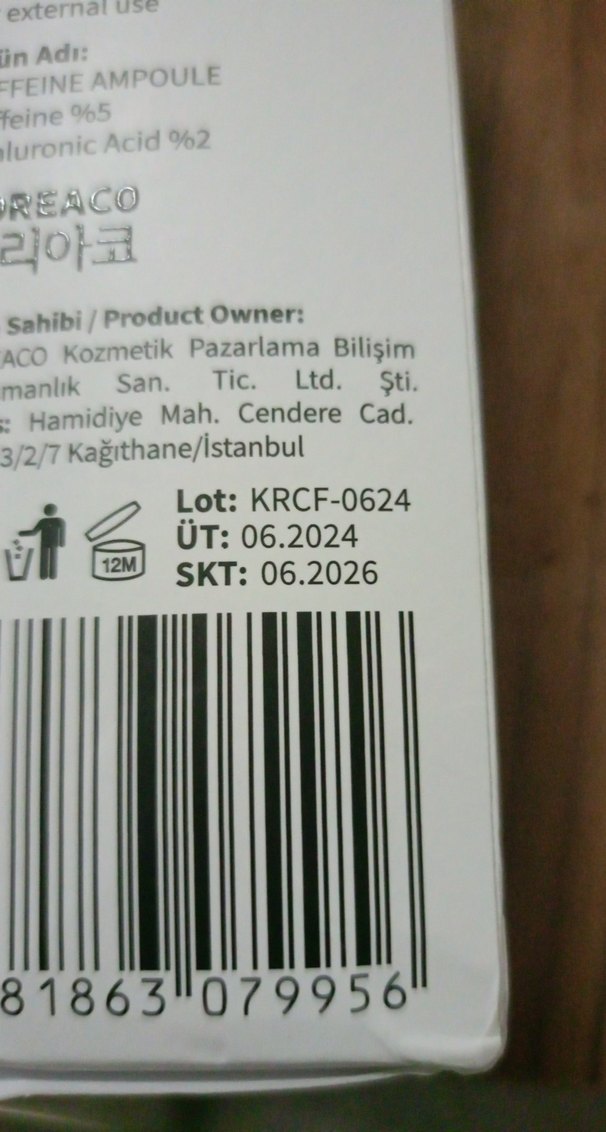 external use
ün Adı:
FFEINE AMPOULE
ffeine %5
aluronic Acid %2
OREACO
리아코
Sahibi / Product Owner:
ACO Kozmetik Pazarlama Bilişim
manlık San. Tic. Ltd. Şti.
s: Hamidiye Mah. Cendere Cad.
3/2/7 Kağıthane/İstanbul
Lot: KRCF-0624
ÜT: 06.2024
12M
SKT: 06.2026
81863 079956